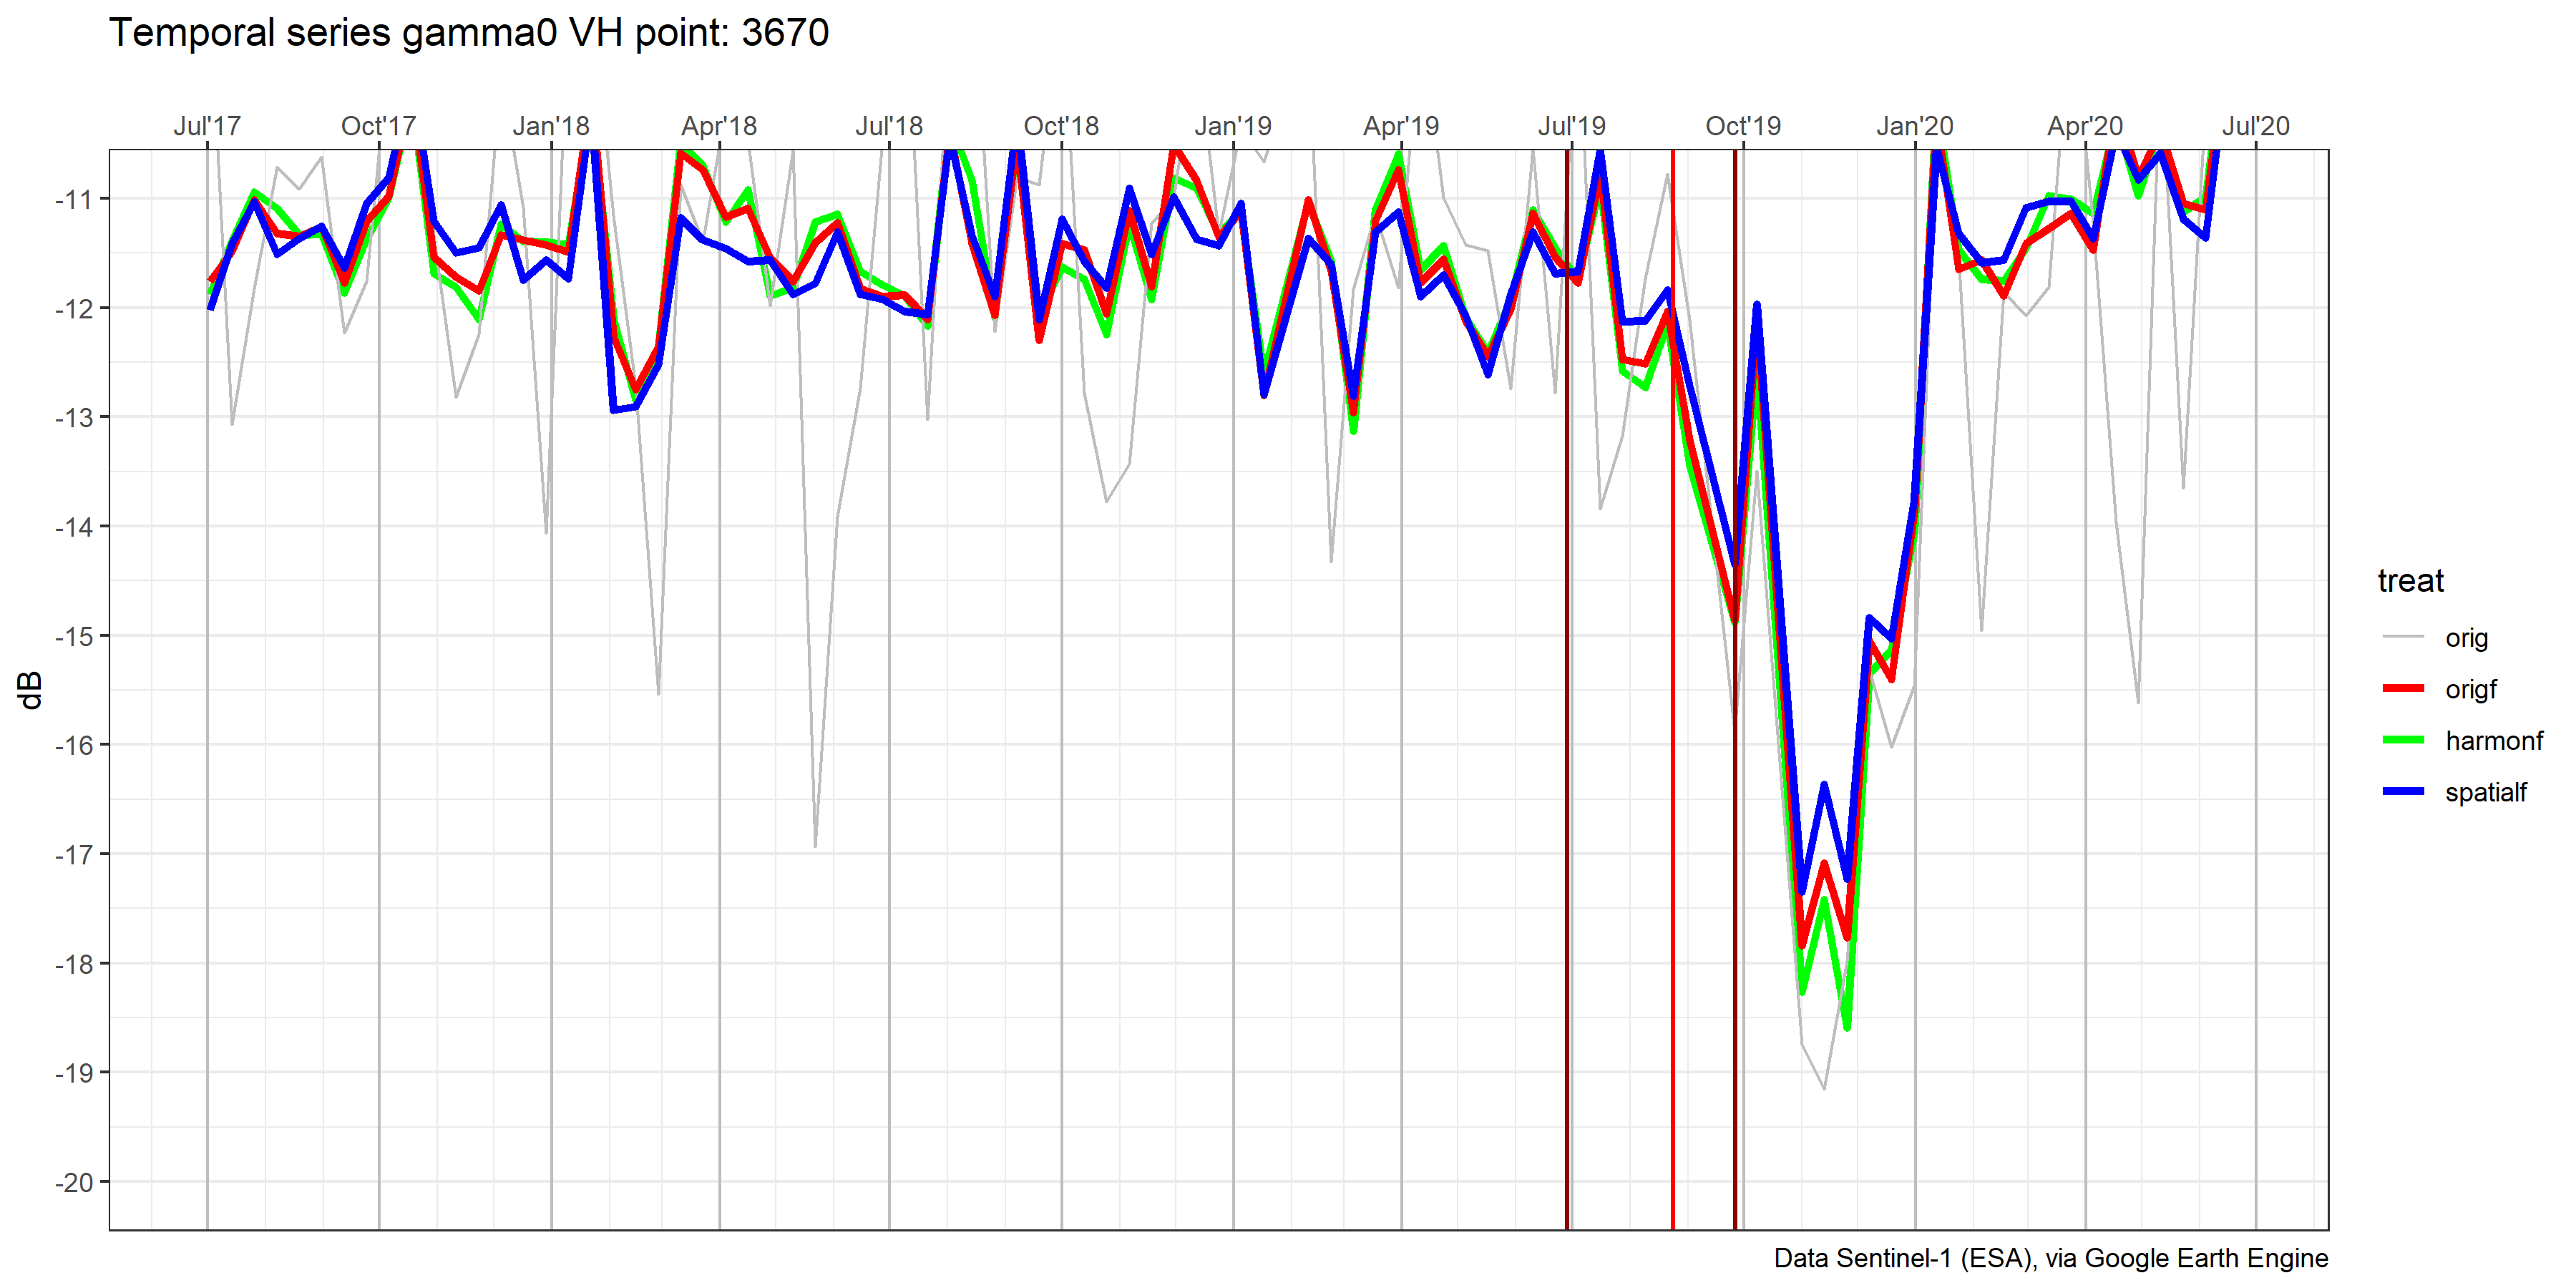 Temporal series gamma0 VH point: 3670
Jul'17 Oct'17 Jan'18 Apr'18 Jul'18 Oct'18 Jan'19 Apr'19 Jul'19 Oct'19 Jan'20 Apr'20 Jul'20
-11
-12
-13
-14
-15
-16
-17
-18
-19
-20
dB
treat
orig
origf
harmonf
spatialf
Data Sentinel-1 (ESA), via Google Earth Engine